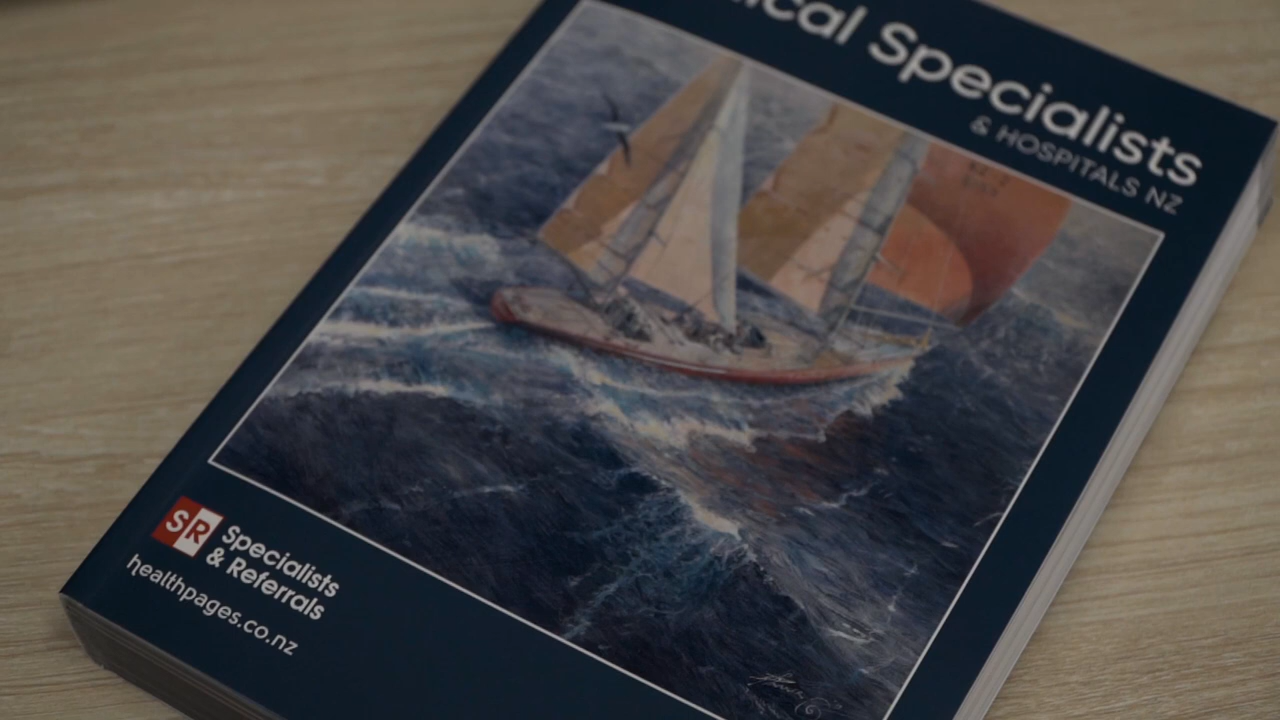 ical Specialists
& HOSPITALS NZ
SR
Specialists
& Referrals
healthpages.co.nz